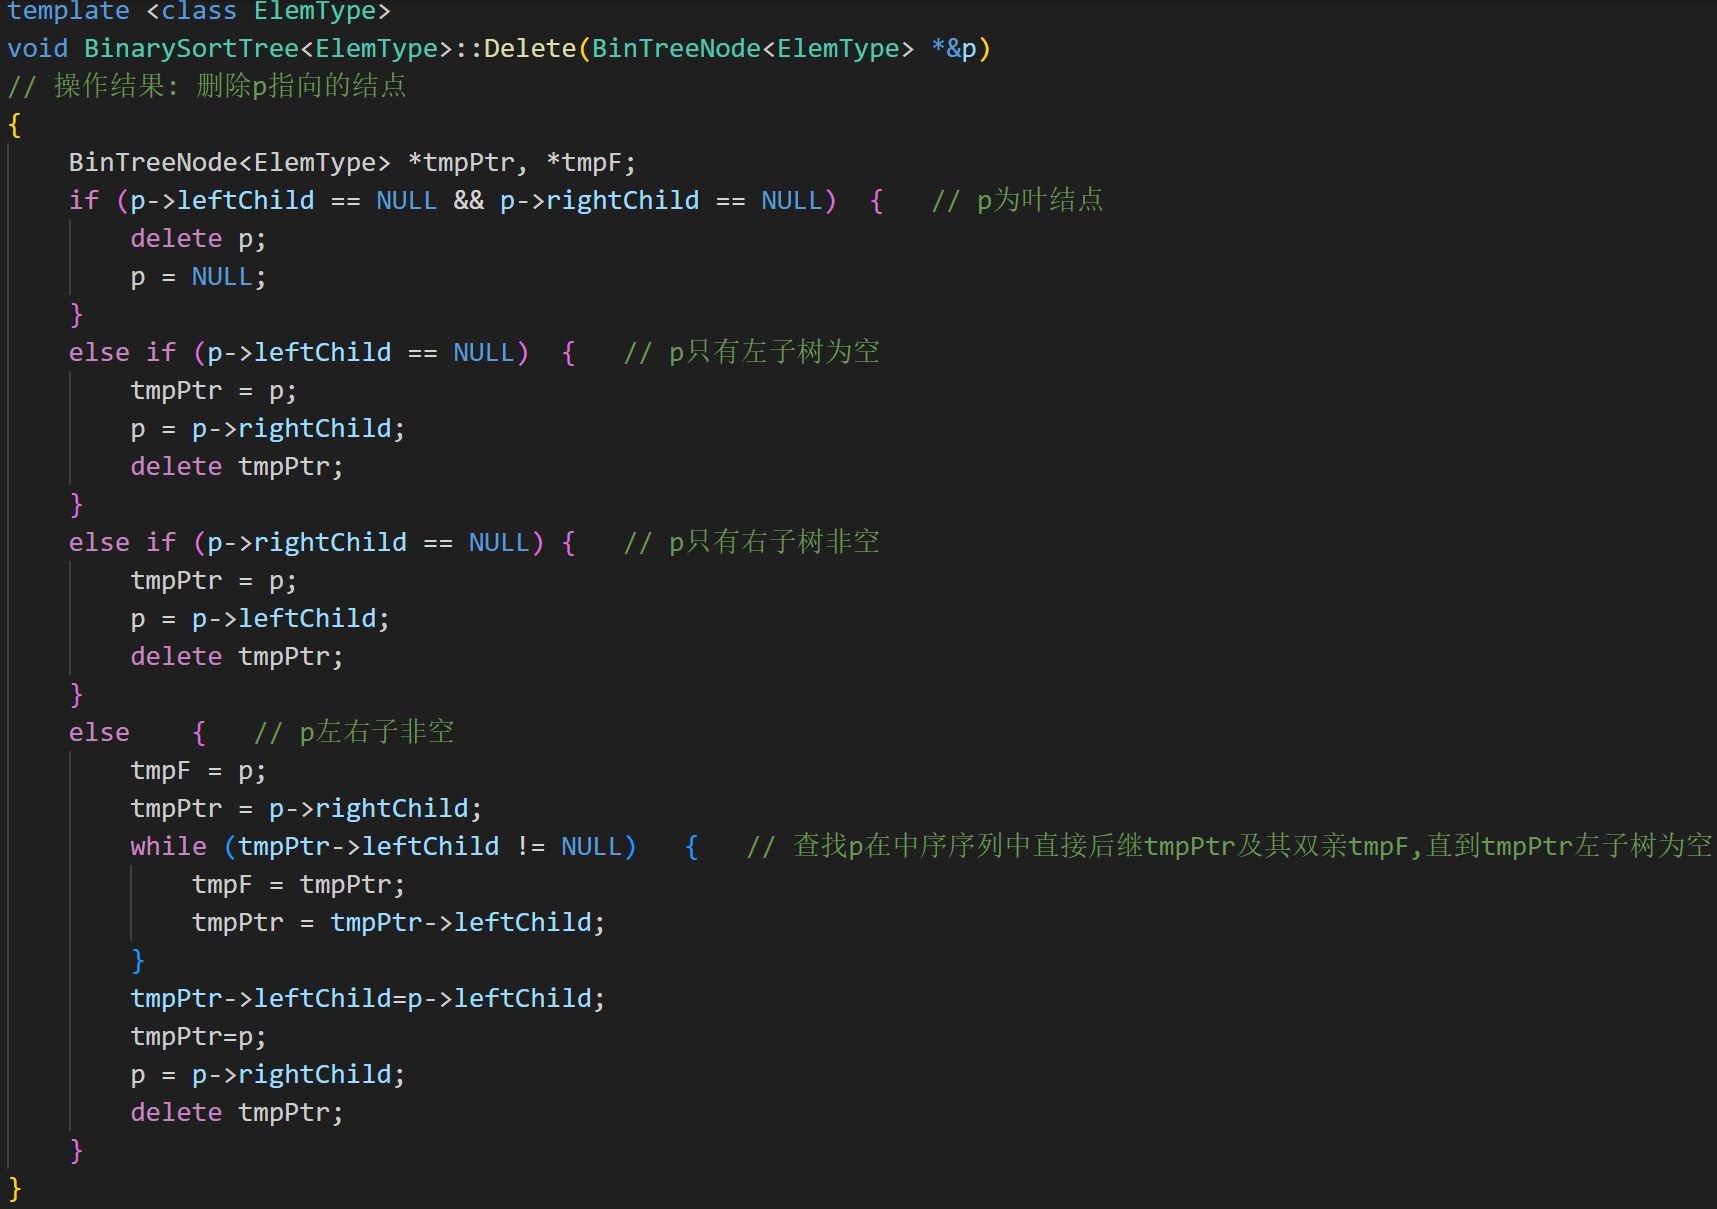 template <class ElemType>
void BinarySortTree<ElemType>::Delete(BinTreeNode<ElemType> *&p)
// 操作结果: 删除p指向的结点
{
    BinTreeNode<ElemType> *tmpPtr, *tmpF;
    if (p->leftChild == NULL && p->rightChild == NULL)  {   // p为叶结点
        delete p;
        p = NULL;
    }
    else if (p->leftChild == NULL)  {   // p只有左子树为空
        tmpPtr = p;
        p = p->rightChild;
        delete tmpPtr;
    }
    else if (p->rightChild == NULL) {   // p只有右子树非空
        tmpPtr = p;
        p = p->leftChild;
        delete tmpPtr;
    }
    else    {   // p左右子非空
        tmpF = p;
        tmpPtr = p->rightChild;
        while (tmpPtr->leftChild != NULL)   {   // 查找p在中序序列中直接后继tmpPtr及其双亲tmpF,直到tmpPtr左子树为空
            tmpF = tmpPtr;
            tmpPtr = tmpPtr->leftChild;
        }
        tmpPtr->leftChild=p->leftChild;
        tmpPtr=p;
        p = p->rightChild;
        delete tmpPtr;
    }
}